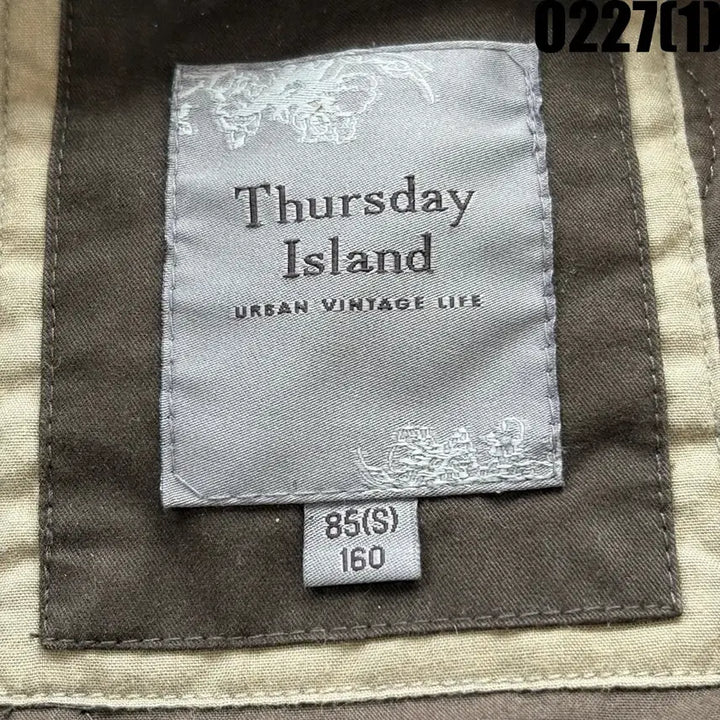 0227(1)
Thursday
Island
URBAN VINTAGE LIFE
85(S)
160